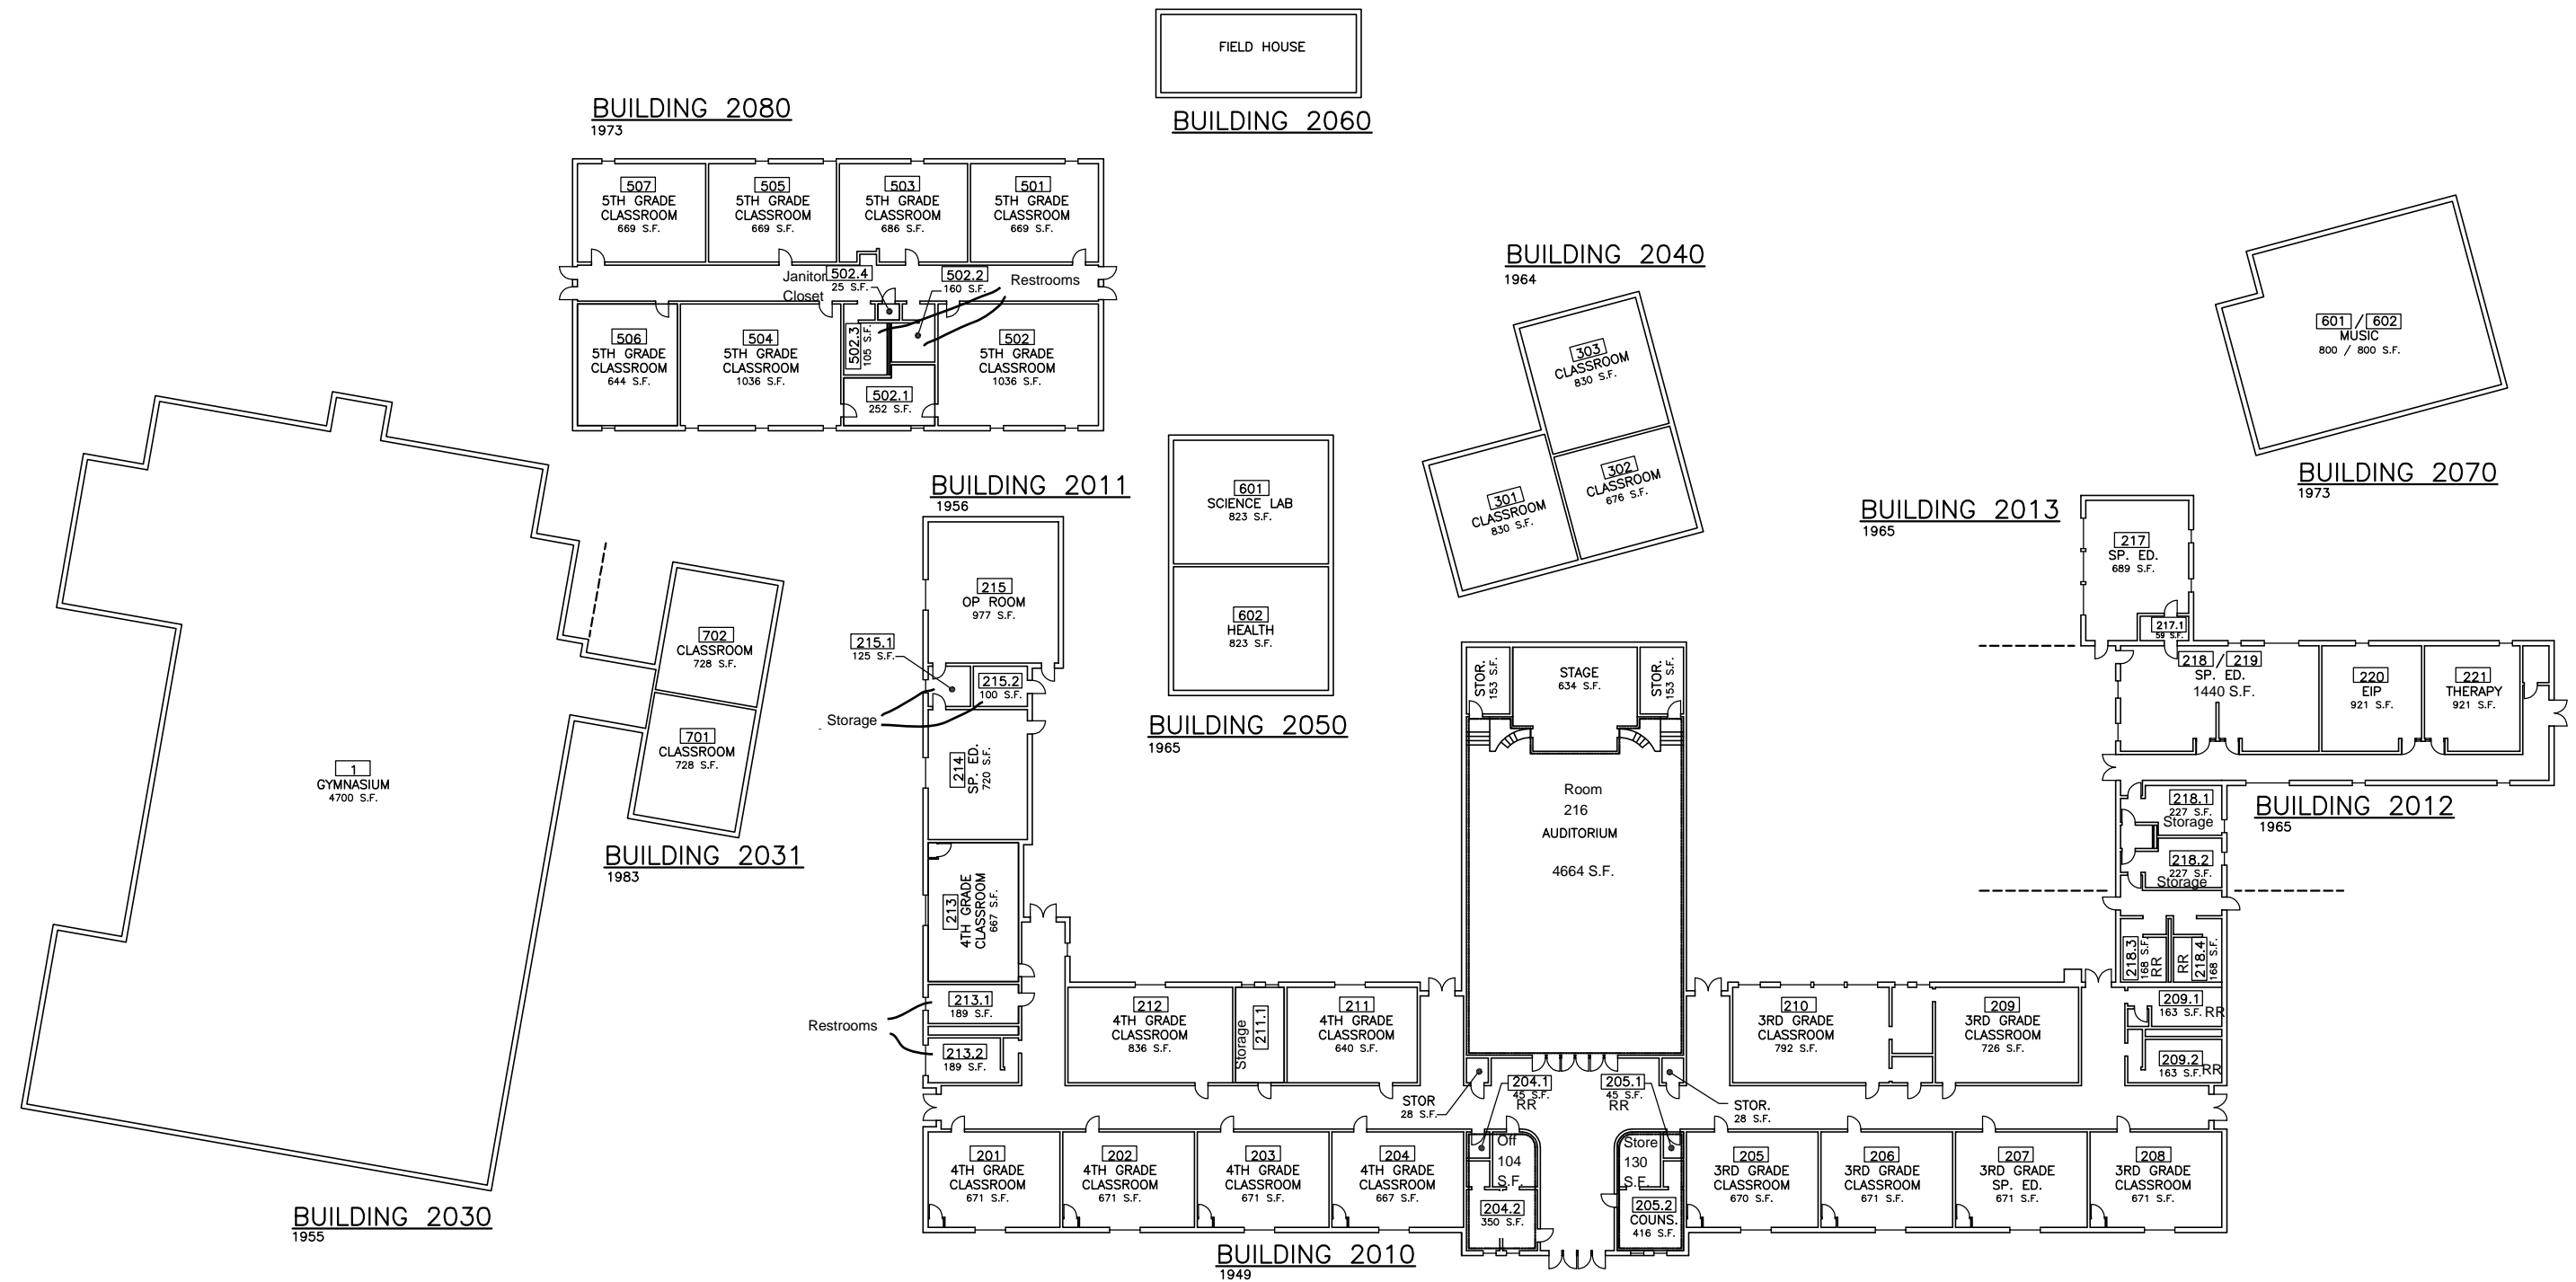 FIELD HOUSE
BUILDING 2060
BUILDING 2080
1973
507
5TH GRADE
CLASSROOM
669 S.F.
505
5TH GRADE
CLASSROOM
669 S.F.
503
5TH GRADE
CLASSROOM
686 S.F.
501
5TH GRADE
CLASSROOM
669 S.F.
Janitor
Closet
502.4
25 S.F.
502.2
160 S.F.
Restrooms
506
5TH GRADE
CLASSROOM
644 S.F.
504
5TH GRADE
CLASSROOM
1036 S.F.
502.3
105 S.F.
502.1
252 S.F.
502
5TH GRADE
CLASSROOM
1036 S.F.
BUILDING 2040
1964
303
CLASSROOM
830 S.F.
302
CLASSROOM
676 S.F.
301
CLASSROOM
830 S.F.
601 / 602
MUSIC
800 / 800 S.F.
BUILDING 2070
1973
1
GYMNASIUM
4700 S.F.
BUILDING 2030
1955
702
CLASSROOM
728 S.F.
701
CLASSROOM
728 S.F.
BUILDING 2031
1983
BUILDING 2011
1956
215
OP ROOM
977 S.F.
215.1
125 S.F.
215.2
100 S.F.
Storage
214
SP. ED.
720 S.F.
213
4TH GRADE
CLASSROOM
667 S.F.
213.1
189 S.F.
Restrooms
213.2
189 S.F.
601
SCIENCE LAB
823 S.F.
602
HEALTH
823 S.F.
BUILDING 2050
1965
STOR.
153 S.F.
STAGE
634 S.F.
STOR.
153 S.F.
Room
216
AUDITORIUM
4664 S.F.
BUILDING 2013
1965
217
SP. ED.
689 S.F.
217.1
59 S.F.
218 / 219
SP. ED.
1440 S.F.
220
EIP
921 S.F.
221
THERAPY
921 S.F.
BUILDING 2012
1965
218.1
227 S.F.
Storage
218.2
227 S.F.
Storage
218.3
168 S.F.
RR
RR
218.4
168 S.F.
209.1
163 S.F. RR
209.2
163 S.F. RR
212
4TH GRADE
CLASSROOM
836 S.F.
Storage
211.1
211
4TH GRADE
CLASSROOM
640 S.F.
210
3RD GRADE
CLASSROOM
792 S.F.
209
3RD GRADE
CLASSROOM
726 S.F.
STOR
28 S.F.
204.1
45 S.F.
RR
205.1
45 S.F.
RR
STOR.
28 S.F.
201
4TH GRADE
CLASSROOM
671 S.F.
202
4TH GRADE
CLASSROOM
671 S.F.
203
4TH GRADE
CLASSROOM
671 S.F.
204
4TH GRADE
CLASSROOM
667 S.F.
Off
104
S.F.
204.2
350 S.F.
Store
130
S.F.
205.2
COUNS.
416 S.F.
205
3RD GRADE
CLASSROOM
670 S.F.
206
3RD GRADE
CLASSROOM
671 S.F.
207
3RD GRADE
SP. ED.
671 S.F.
208
3RD GRADE
CLASSROOM
671 S.F.
BUILDING 2010
1949